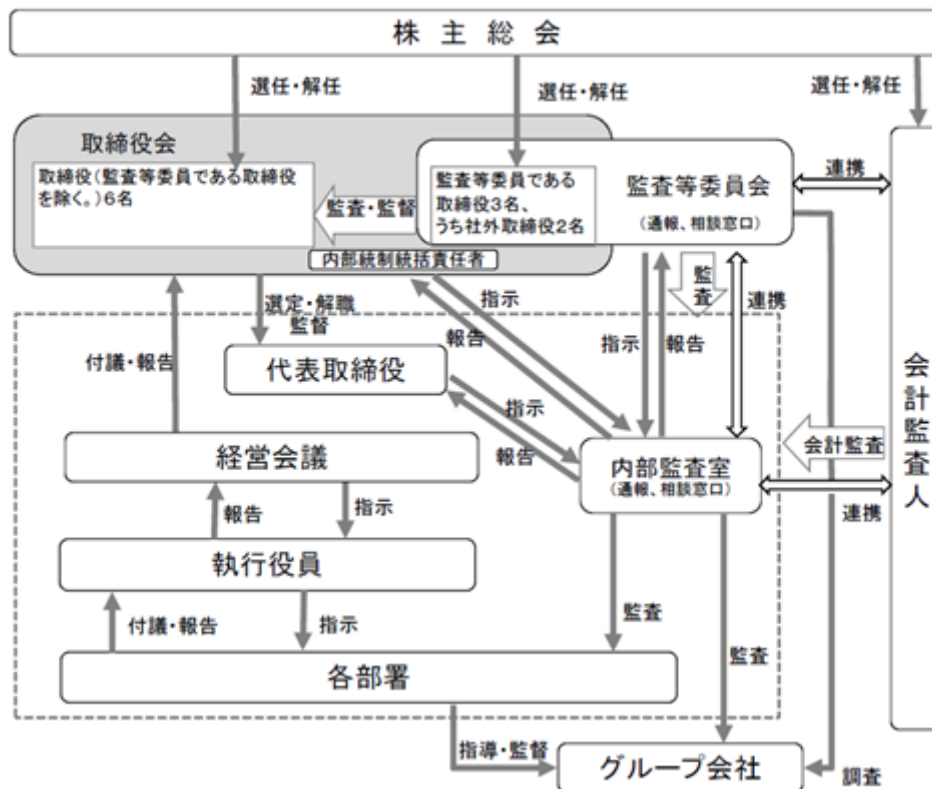 株主総会
選任・解任
選任・解任
選任・解任
取締役会
取締役(監査等委員である取締役
を除く。)6名
監査・監督
監査等委員である
取締役3名、
うち社外取締役2名
監査等委員会
(通報、相談窓口)
連携
内部統制統括責任者
選定・解職
監督
指示
報告
指示
報告
監査
連携
付議・報告
代表取締役
指示
報告
経営会議
内部監査室
(通報、相談窓口)
会計監査
連携
会計監査人
報告
指示
執行役員
付議・報告
指示
監査
監査
各部署
指導・監督
グループ会社
調査